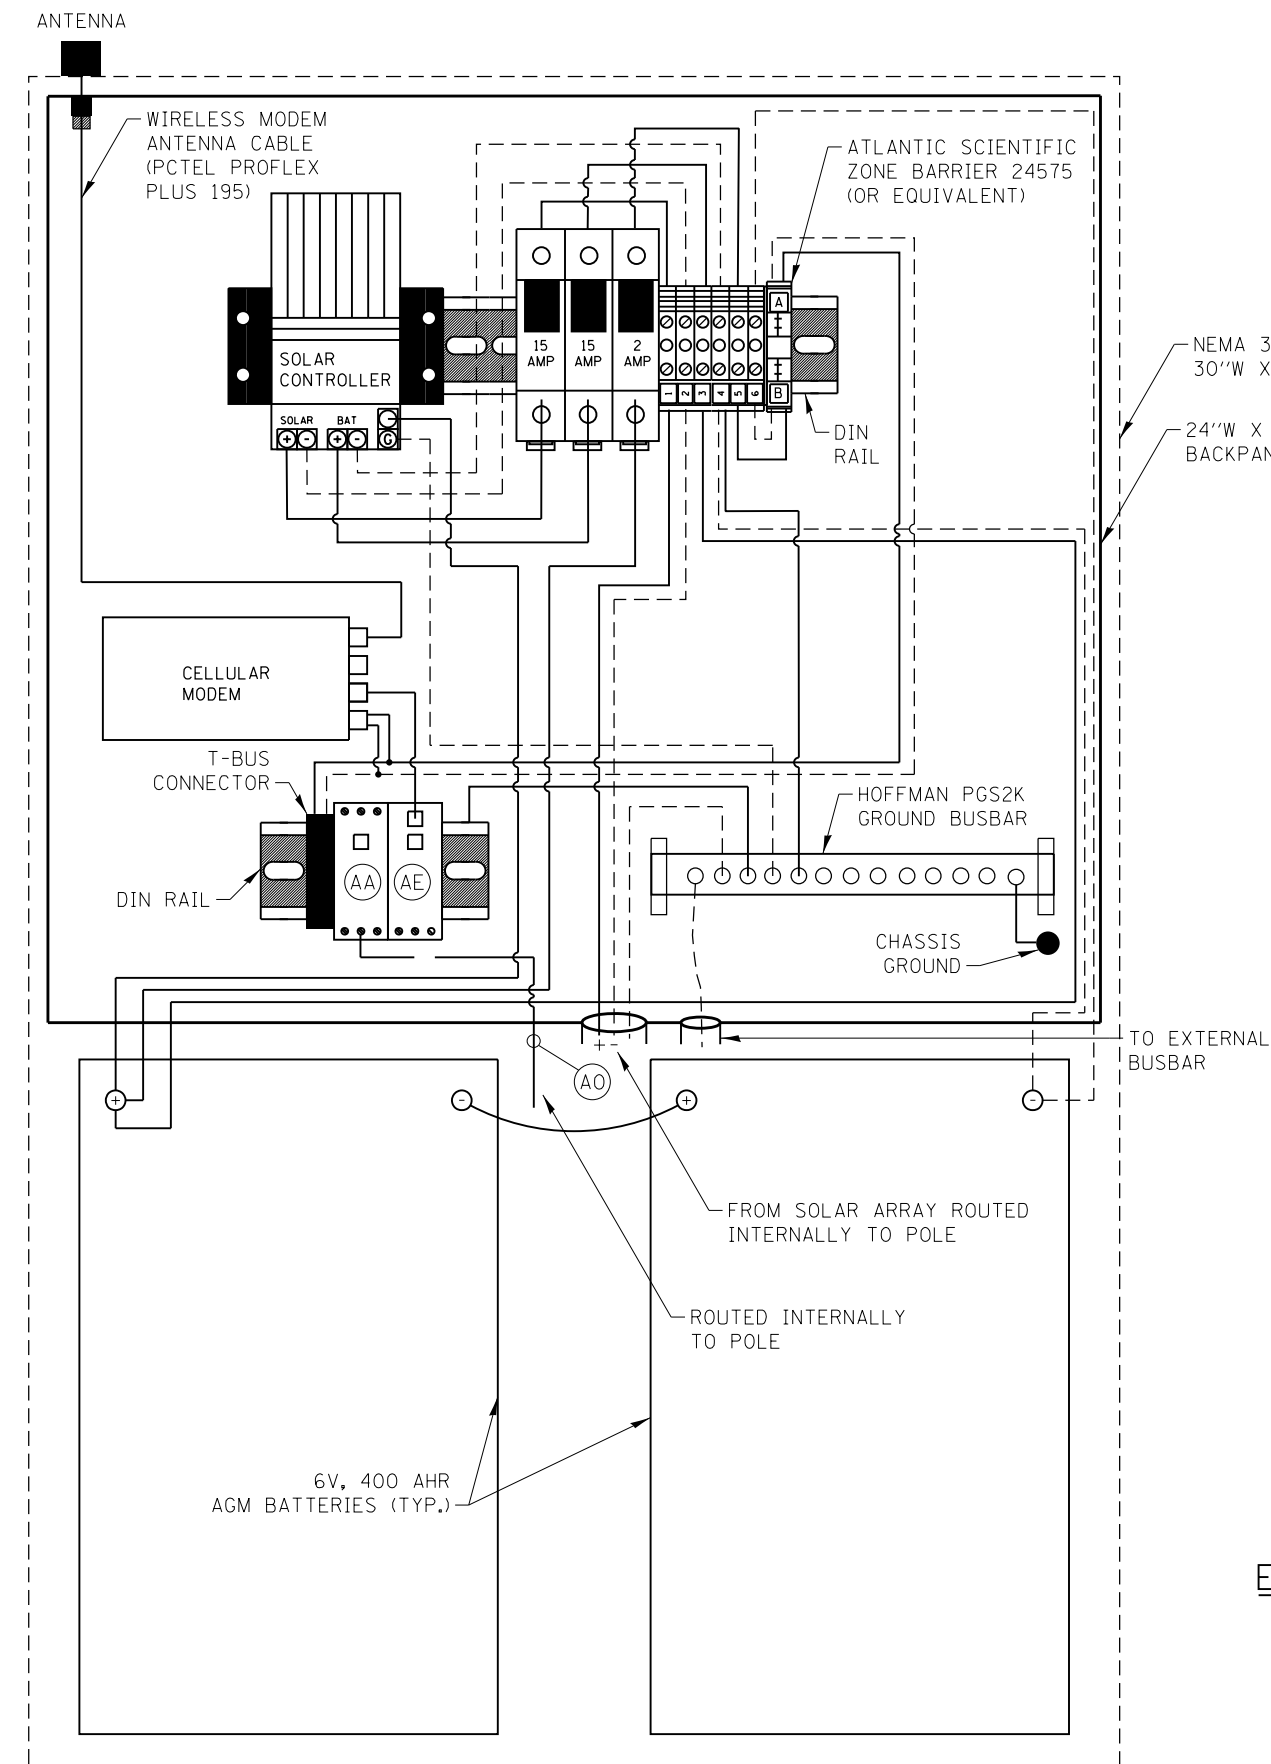 ANTENNA
WIRELESS MODEM
ANTENNA CABLE
(PCTEL PROFLEX
PLUS 195)
ATLANTIC SCIENTIFIC
ZONE BARRIER 24575
(OR EQUIVALENT)
A
15
AMP
15
AMP
2
AMP
SOLAR
CONTROLLER
NEMA 3
30''W X
1
2
3
4
5
6
B
SOLAR
BAT
+
-
+
-
G
DIN
RAIL
24''W X
BACKPAN
CELLULAR
MODEM
T-BUS
CONNECTOR
HOFFMAN PGS2K
GROUND BUSBAR
AA
AE
DIN RAIL
CHASSIS
GROUND
+ -
TO EXTERNAL
BUSBAR
AO
+
-
+
-
FROM SOLAR ARRAY ROUTED
INTERNALLY TO POLE
ROUTED INTERNALLY
TO POLE
6V, 400 AHR
AGM BATTERIES (TYP.)